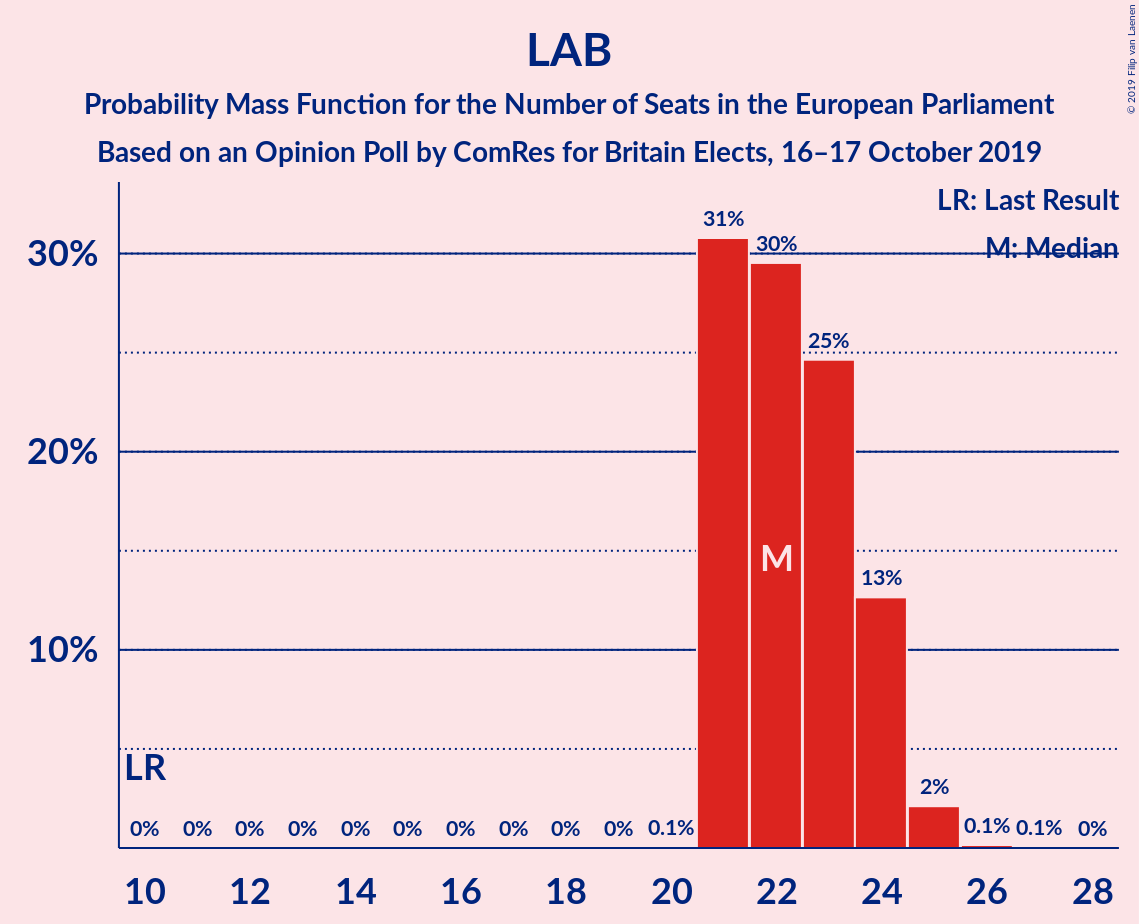 © 2019 Filip van Laenen
LAB
Probability Mass Function for the Number of Seats in the European Parliament
Based on an Opinion Poll by ComRes for Britain Elects, 16–17 October 2019
LR: Last Result
M: Median
31%
30%
30%
25%
20%
M
13%
10%
LR
2%
0% 0% 0% 0% 0% 0% 0% 0% 0% 0% 0.1% 0.1% 0.1% 0%
10 12 14 16 18 20 22 24 26 28